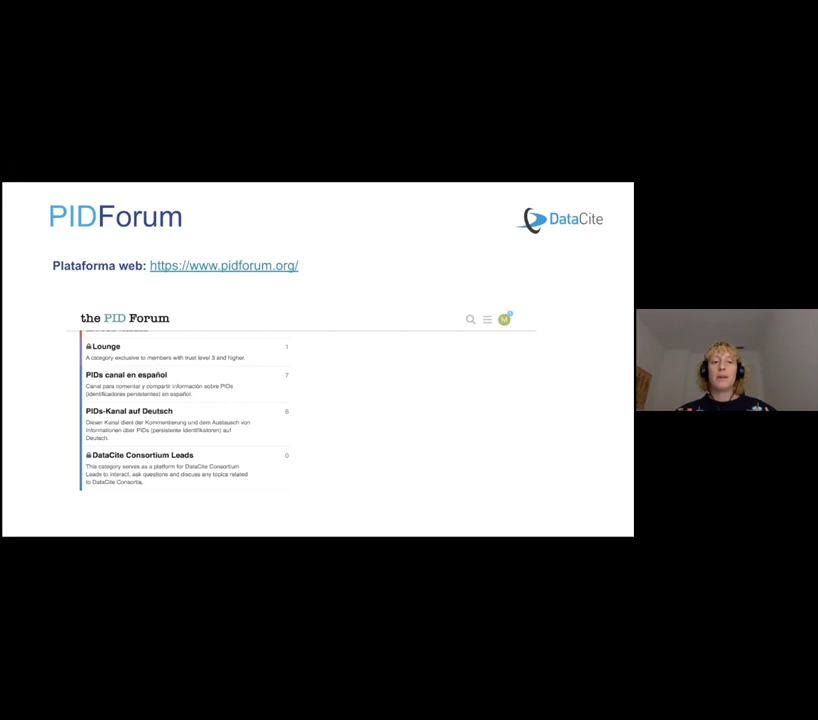 PIDForum
DataCite
Plataforma web: https://www.pidforum.org/
the PID Forum
Lounge 1
A category exclusive to members with trust level 3 and higher.
PIDs canal en español 7
Canal para comentar y compartir información sobre PIDs
(identificadores persistentes) en español.
PIDs-Kanal auf Deutsch 6
Dieser Kanal dient der Kommentierung und dem Austausch von
Informationen über PIDs (persistente Identifikatoren) auf
Deutsch.
DataCite Consortium Leads 0
This category serves as a platform for DataCite Consortium
Leads to interact, ask questions and discuss any topics related
to DataCite Consortia.